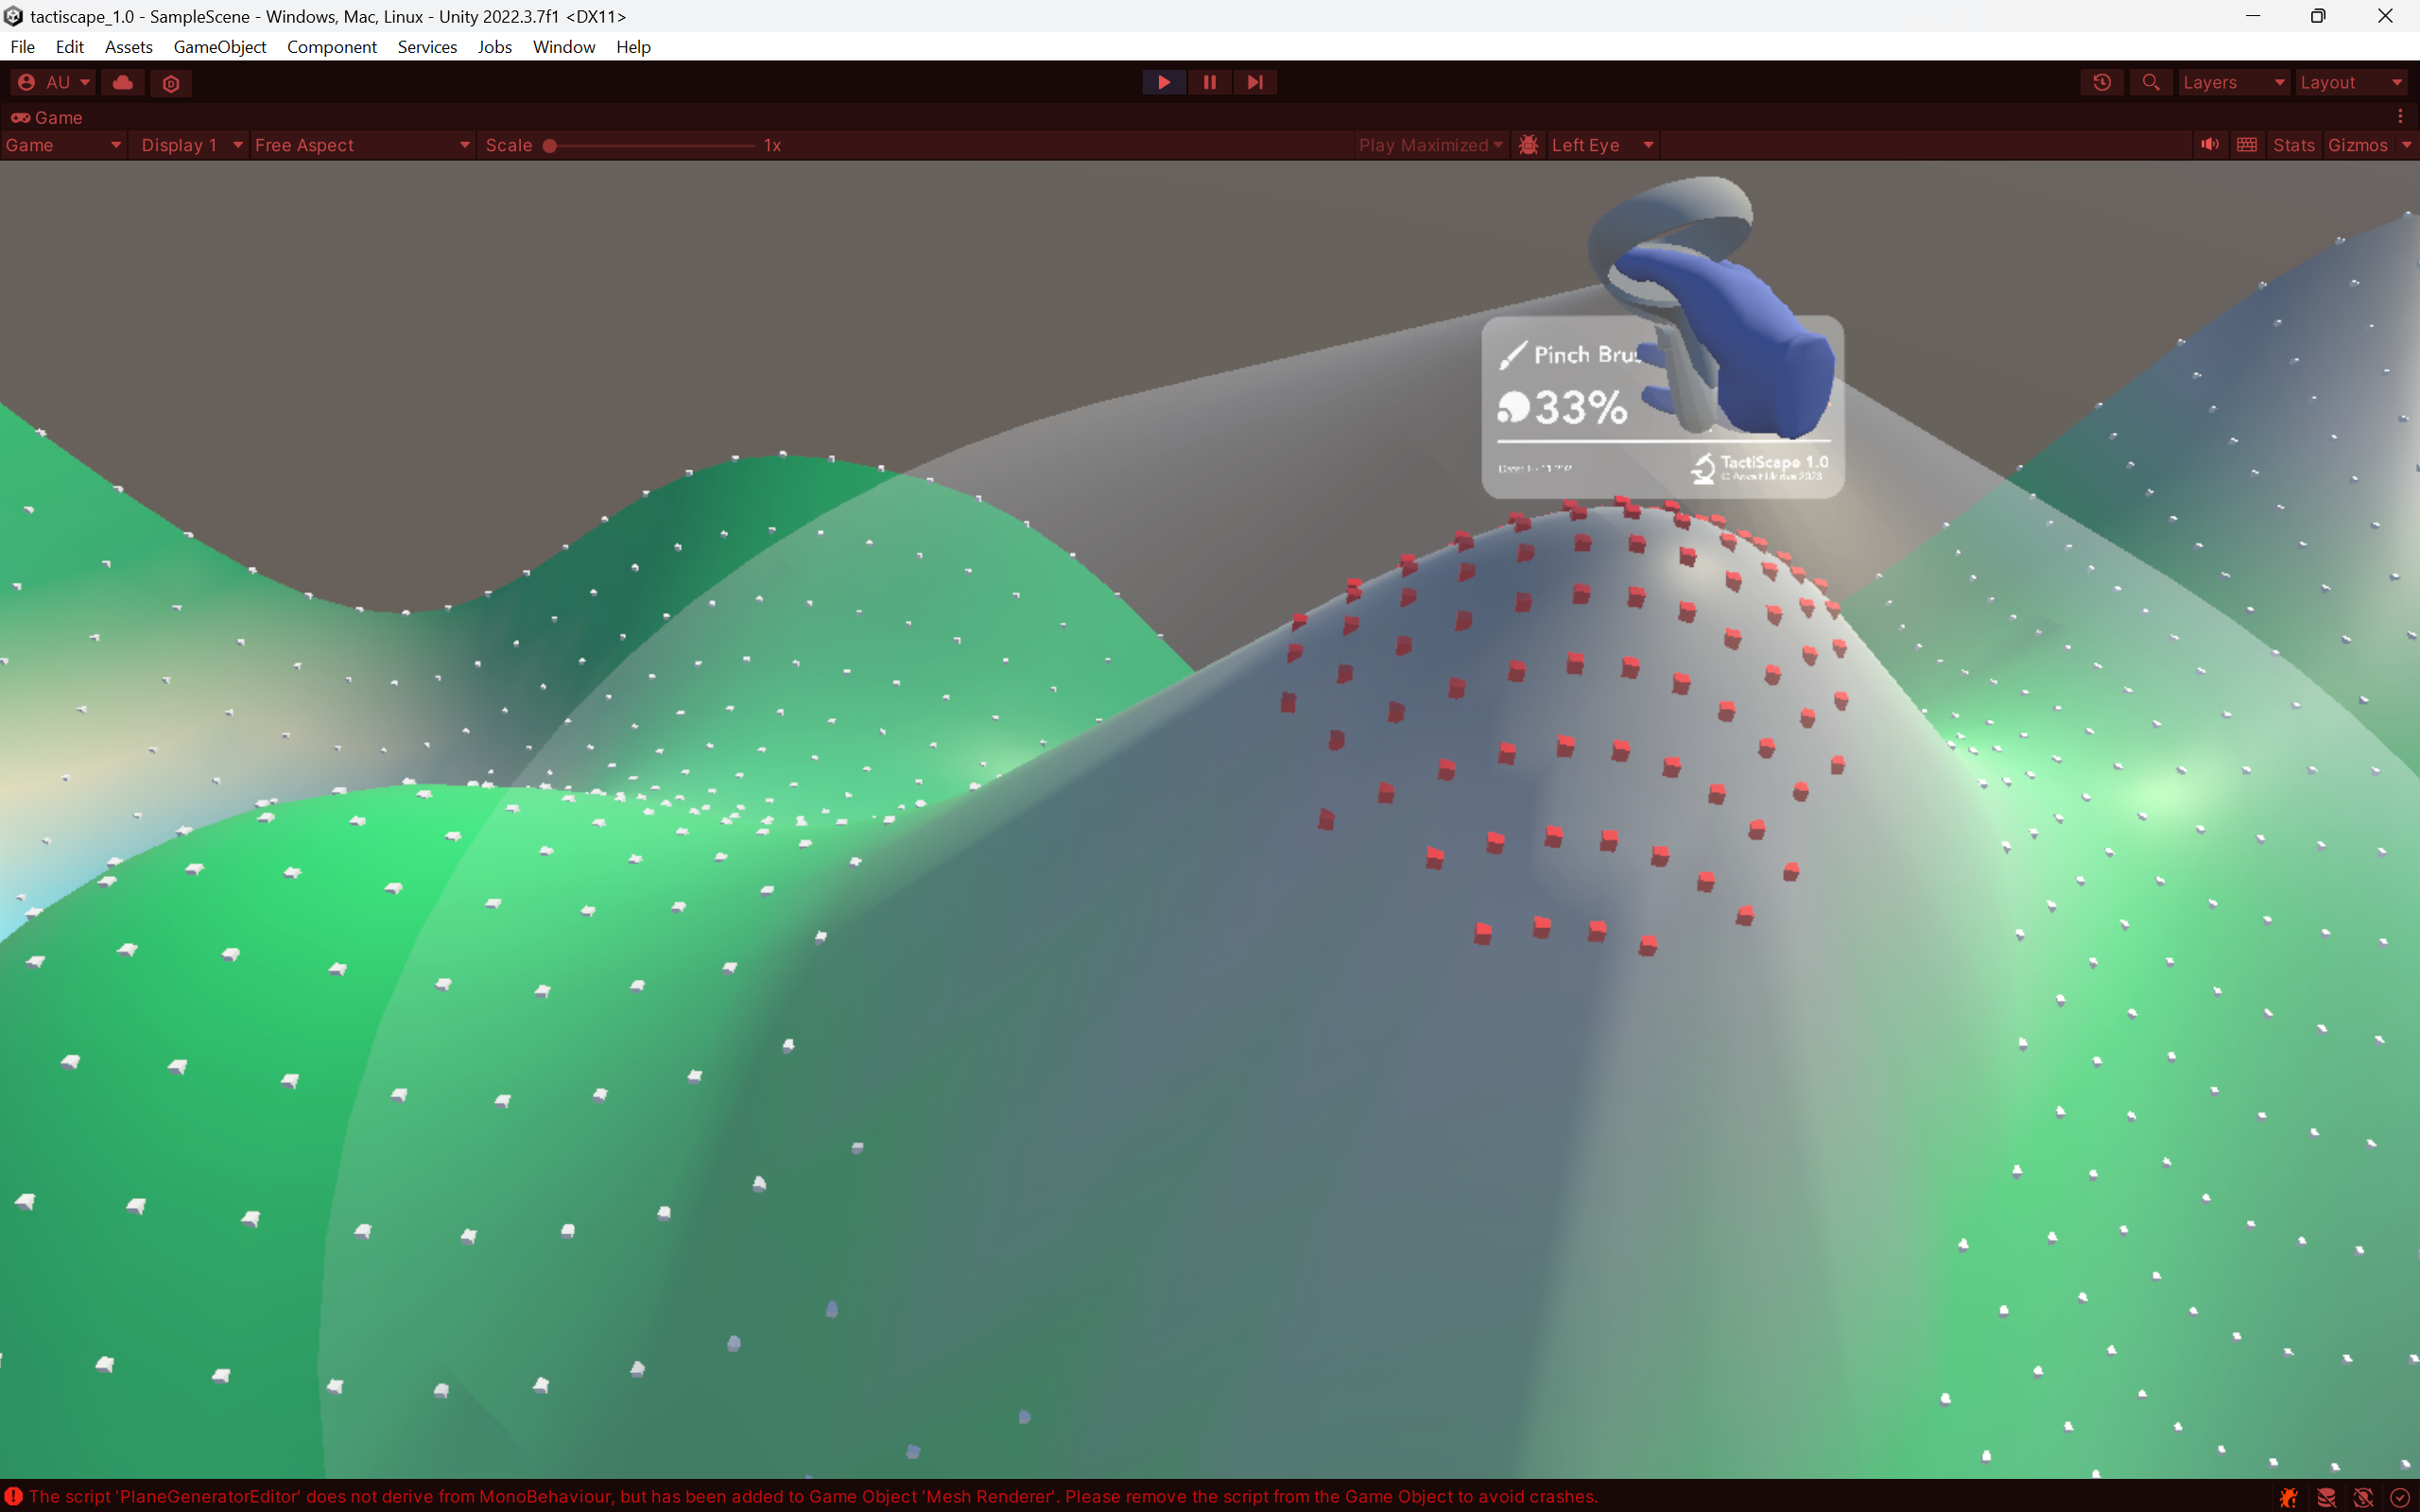 tactiscape_1.0 - SampleScene - Windows, Mac, Linux - Unity 2022.3.7f1 <DX11>
File Edit Assets GameObject Component Services Jobs Window Help
AU Layers Layout
Game
Game Display 1 Free Aspect Scale 1x Play Maximized Left Eye Stats Gizmos
Pinch Bru
33%
TactiScape 1.0
The script 'PlaneGeneratorEditor' does not derive from MonoBehaviour, but has been added to Game Object 'Mesh Renderer'. Please remove the script from the Game Object to avoid crashes.